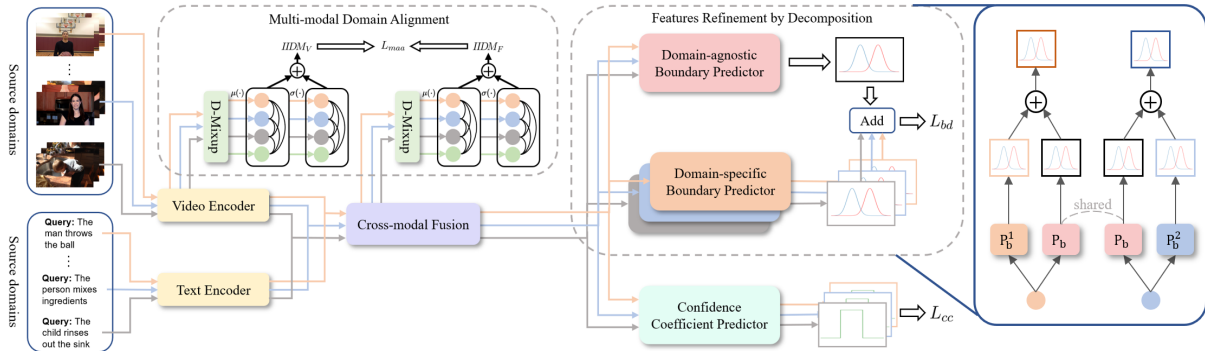 Multi-modal Domain Alignment
IIDM_V
L_maa
IIDM_F
μ(·)
σ(·)
μ(·)
σ(·)
D-Mixup
D-Mixup
Source domains
Video Encoder
Cross-modal Fusion
Source domains
Query: The
man throws
the ball
Query: The
person mixes
ingredients
Query: The
child rinses
out the sink
Text Encoder
Features Refinement by Decomposition
Domain-agnostic
Boundary Predictor
Add
L_bd
Domain-specific
Boundary Predictor
Confidence
Coefficient Predictor
L_cc
shared
P_b^1
P_b
P_b
P_b^2